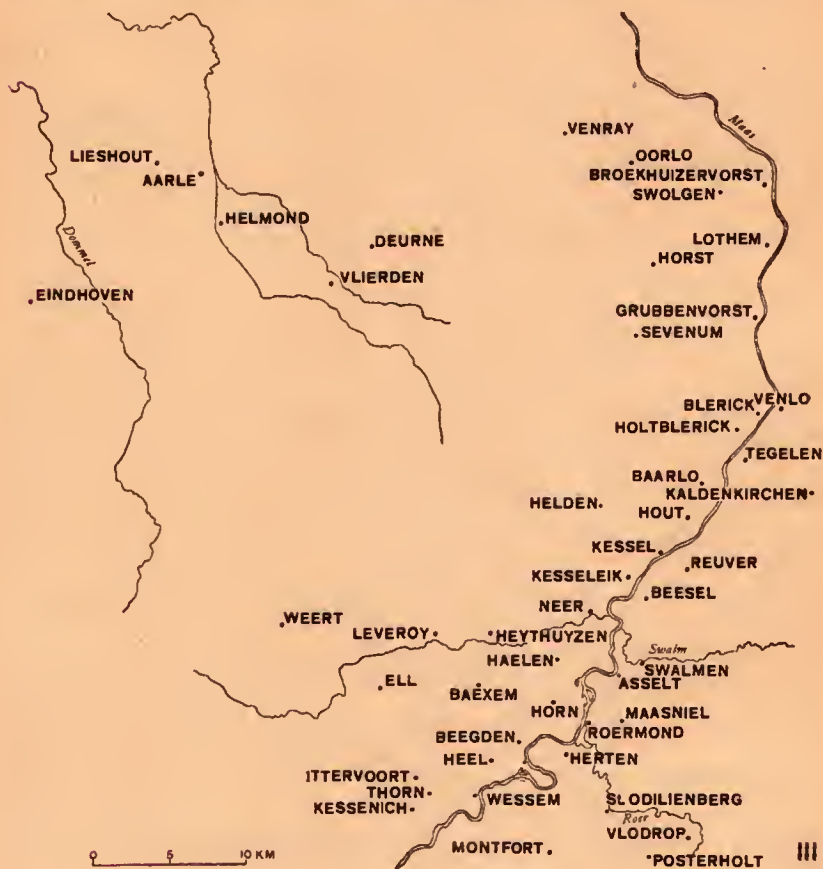 Maas
VENRAY
OORLO
BROEKHUIZERVORST
SWOLGEN
LIESHOUT
AARLE
HELMOND
DEURNE
LOTHEM
HORST
Dommel
VLIERDEN
EINDHOVEN
GRUBBENVORST
SEVENUM
BLERICK VENLO
HOLTBLERICK
TEGELEN
BAARLO
KALDENKIRCHEN
HELDEN
HOUT
KESSEL
REUVER
KESSELEIK
BEESEL
NEER
WEERT
LEVEROY
HEYTHUYZEN
Swalm
HAELEN
SWALMEN
ELL
BAEXEM
ASSELT
HORN
MAASNIEL
ROERMOND
BEEGDEN
HEEL
HERTEN
ITTERVOORT
THORN
WESSEM
KESSENICH
ST ODILIENBERG
Roer
VLODROP
MONTFORT
POSTERHOLT
III
0 5 10 KM